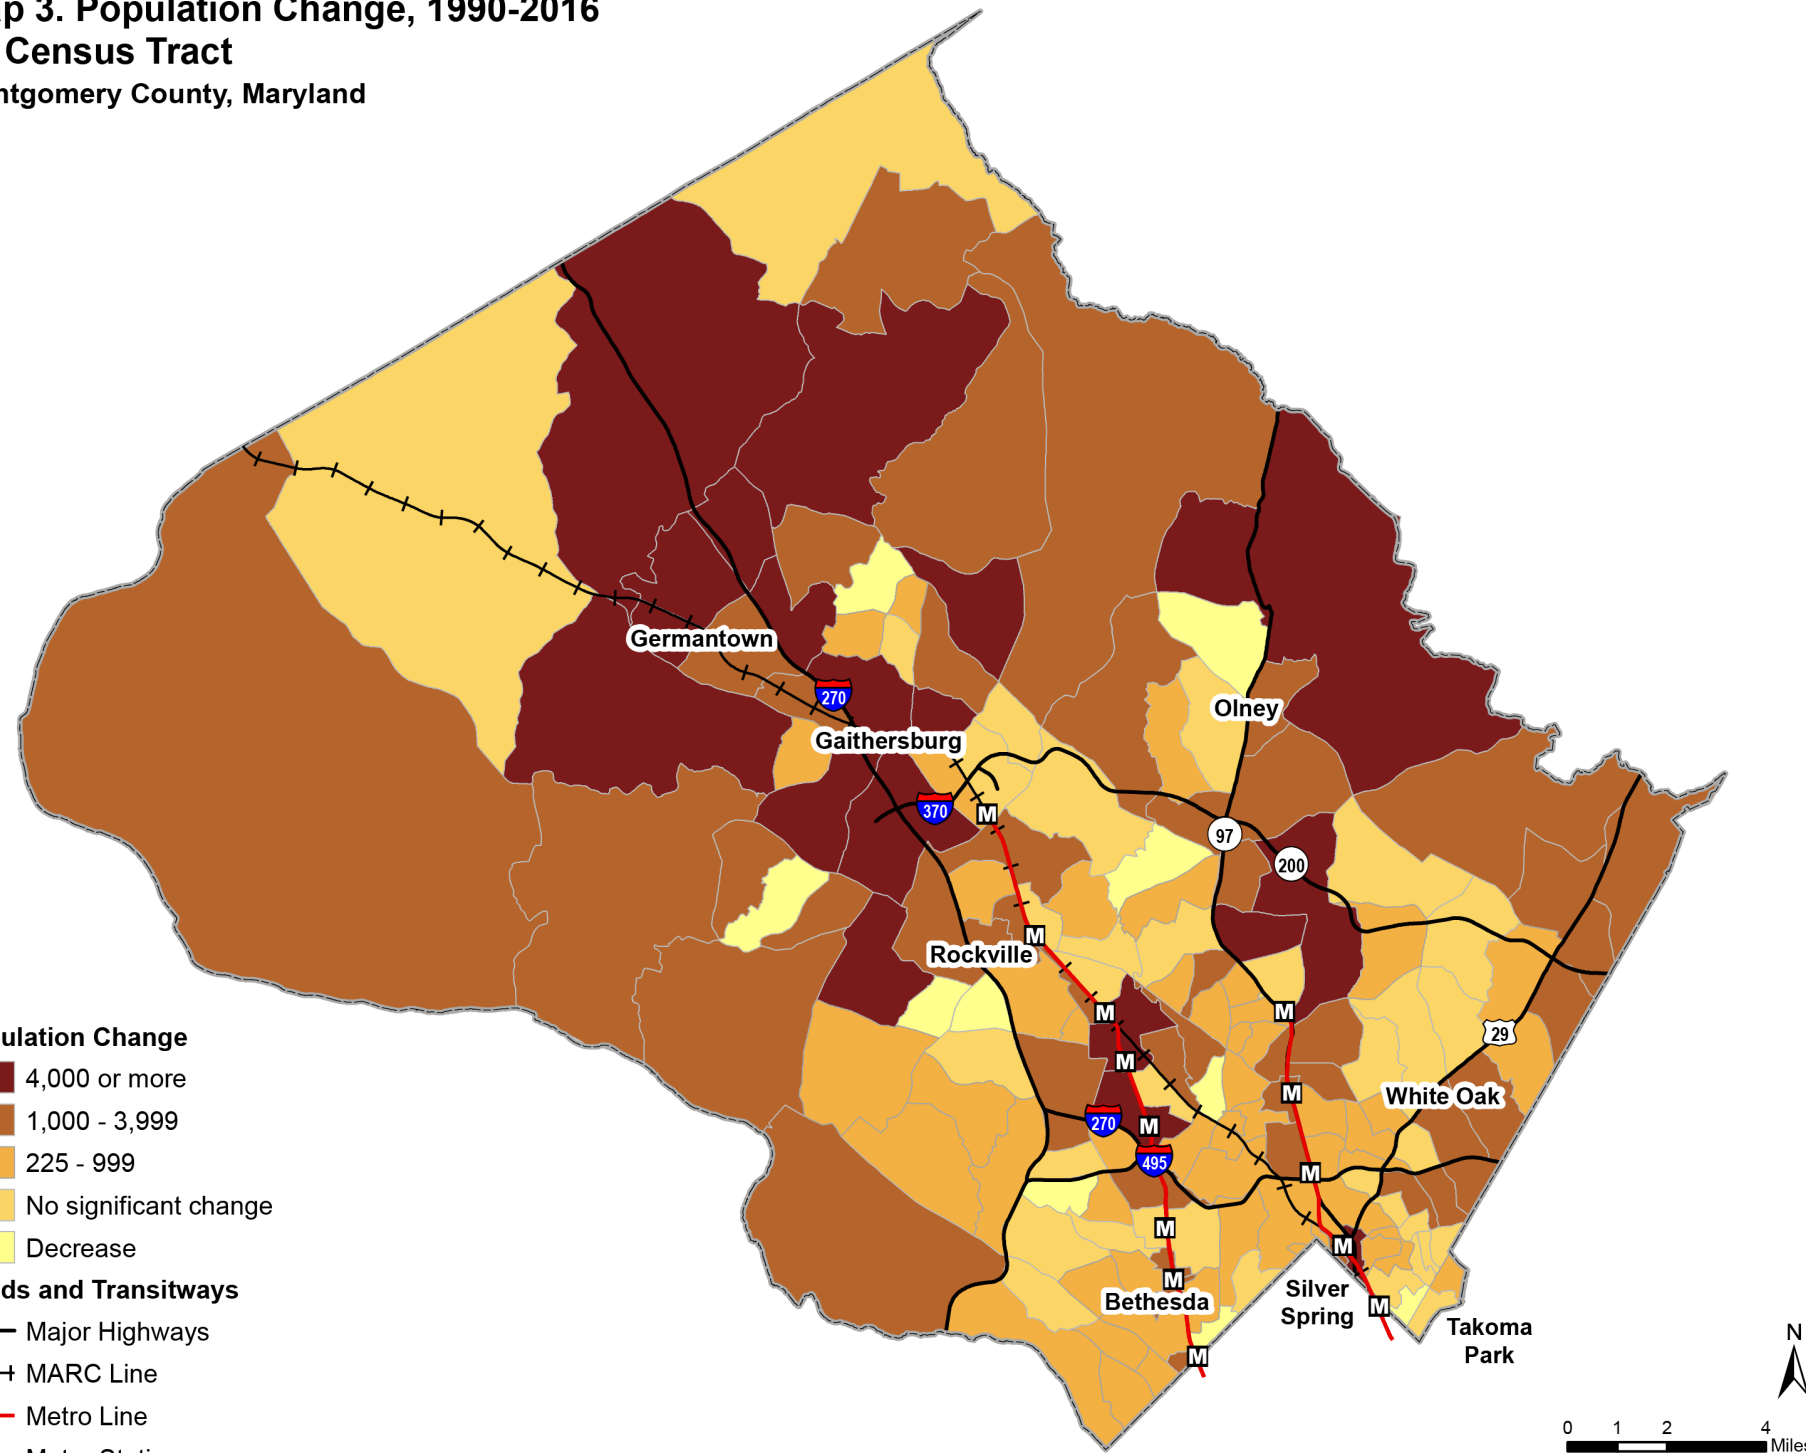 p 3. Population Change, 1990-2016
Census Tract
ntgomery County, Maryland
Germantown
270
Gaithersburg
370
M
Olney
97
200
Rockville
M
M
M
29
M
M
White Oak
270
M
495
M
M
M
M
Bethesda
Silver
Spring
M
M
Takoma
Park
ulation Change
4,000 or more
1,000 - 3,999
225 - 999
No significant change
Decrease
ds and Transitways
Major Highways
MARC Line
Metro Line
N
0 1 2 4
Miles